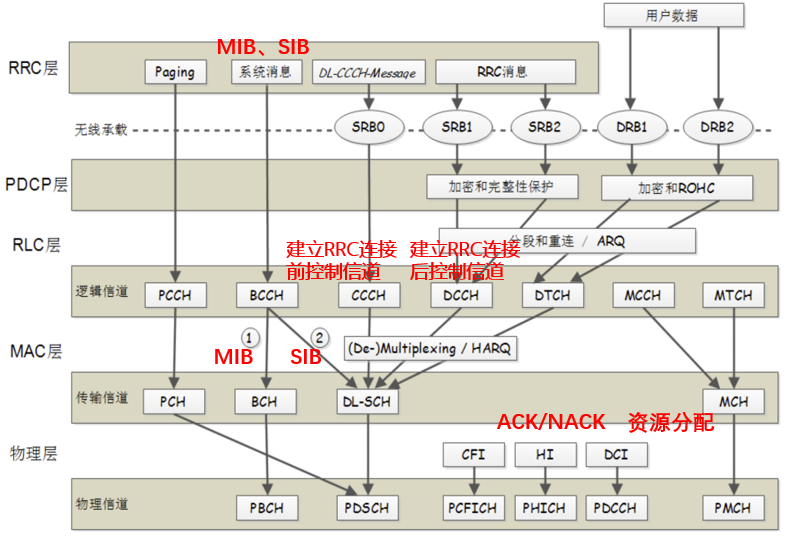 用户数据
MIB、SIB
RRC层
Paging
系统消息
DL-CCCH-Message
RRC消息
无线承载
SRB0
SRB1
SRB2
DRB1
DRB2
PDCP层
加密和完整性保护
加密和ROHC
RLC层
分段和重连 / ARQ
建立RRC连接
前控制信道
建立RRC连接
后控制信道
逻辑信道
PCCH
BCCH
CCCH
DCCH
DTCH
MCCH
MTCH
1
2
MAC层
MIB
SIB
(De-)Multiplexing / HARQ
传输信道
PCH
BCH
DL-SCH
MCH
ACK/NACK
资源分配
物理层
CFI
HI
DCI
物理信道
PBCH
PDSCH
PCFICH
PHICH
PDCCH
PMCH